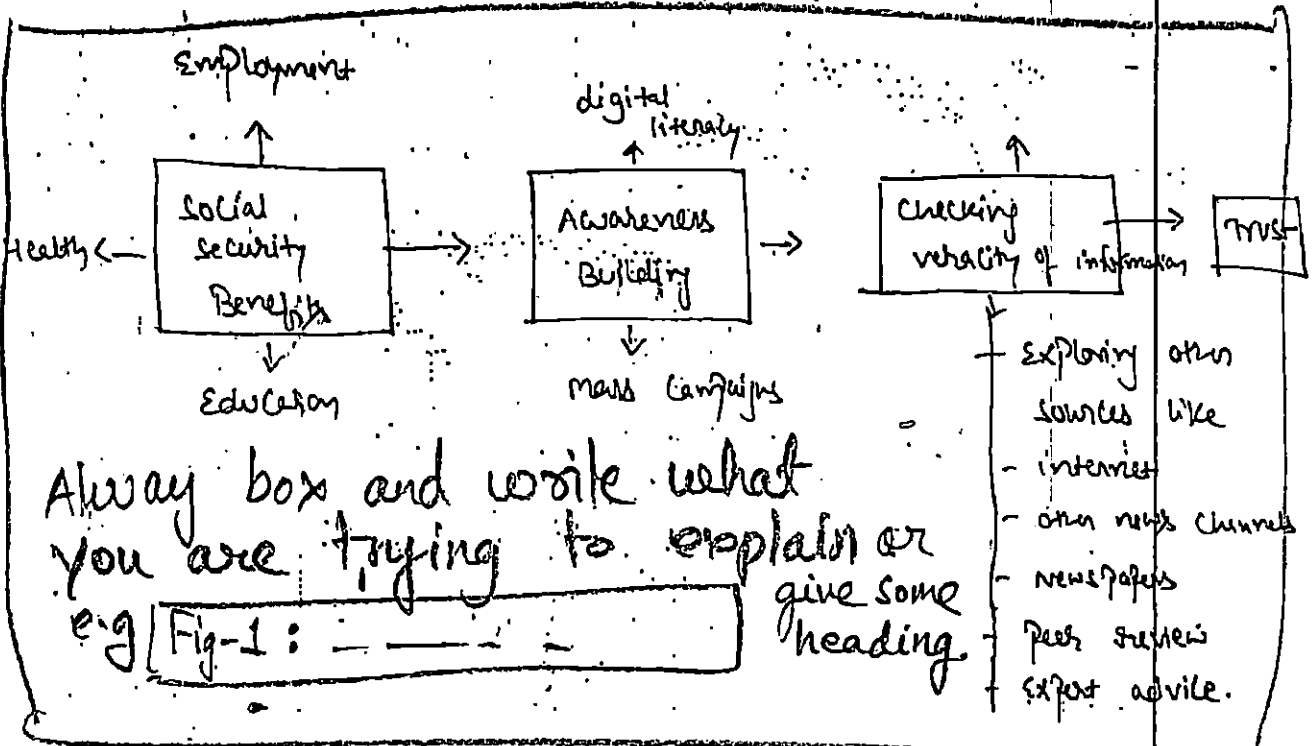 Employment
digital
literacy
Health
Social
security
Benefits
Awareness
Building
Checking
veracity of information
Trust
Education
Mass Campaigns
Exploring other
sources like
- internet
- other news channels
- Newspapers
- Peer review
- Expert advice.
Alway box and write what
you are trying to explain or
give some
heading.
e.g Fig-1 :